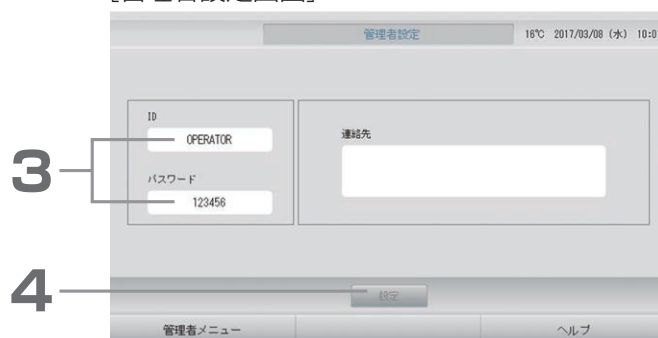 [管理者設定画面]
管理者設定 16℃ 2017/03/08 (水) 10:0
ID
OPERATOR
連絡先
パスワード
123456
3
4
設定
管理者メニュー
ヘルプ